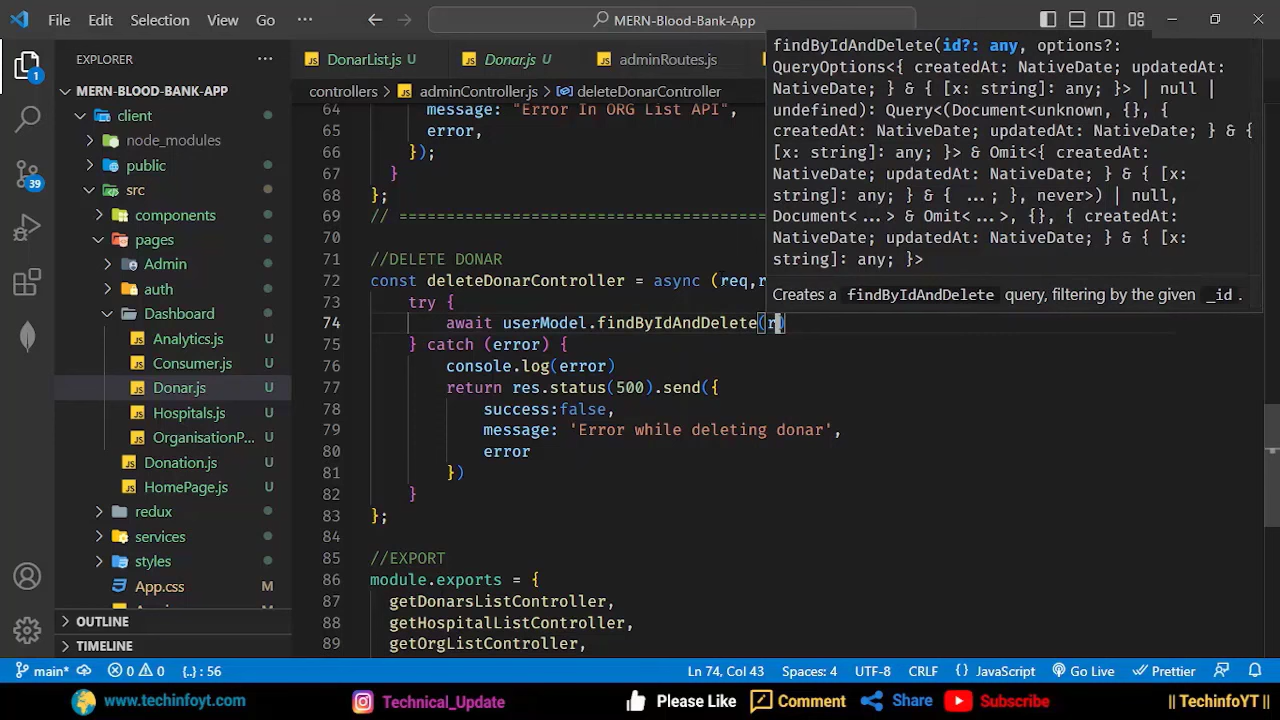 File Edit Selection View Go ··· MERN-Blood-Bank-App
EXPLORER ···
DonarList.js U Donar.js U adminRoutes.js
MERN-BLOOD-BANK-APP
controllers > adminController.js > deleteDonarController
client
node_modules
public
src
components
pages
Admin
auth
Dashboard
Analytics.js U
Consumer.js U
Donar.js U
Hospitals.js U
OrganisationP... U
Donation.js U
HomePage.js U
redux
services
styles
App.css M
OUTLINE
TIMELINE
1
39
64 message: "Error In ORG List API",
65 error,
66 });
67 }
68 };
69 // =====================================
70
71 //DELETE DONAR
72 const deleteDonarController = async (req,r
73 try {
74 await userModel.findByIdAndDelete(r)
75 } catch (error) {
76 console.log(error)
77 return res.status(500).send({
78 success:false,
79 message: 'Error while deleting donar',
80 error
81 })
82 }
83 };
84
85 //EXPORT
86 module.exports = {
87 getDonarsListController,
88 getHospitalListController,
89 getOrgListController,
findByIdAndDelete(id?: any, options?:
QueryOptions<{ createdAt: NativeDate; updatedAt:
NativeDate; } & { [x: string]: any; }> | null |
undefined): Query<(Document<unknown, {}, {
createdAt: NativeDate; updatedAt: NativeDate; } & {
[x: string]: any; }> & Omit<{ createdAt:
NativeDate; updatedAt: NativeDate; } & { [x:
string]: any; } & { ...; }, never>) | null,
Document<...> & Omit<...>, {}, { createdAt:
NativeDate; updatedAt: NativeDate; } & { [x:
string]: any; }>
Creates a findByIdAndDelete query, filtering by the given _id.
main* 0 0 {..} : 56 Ln 74, Col 43 Spaces: 4 UTF-8 CRLF {} JavaScript Go Live Prettier
www.techinfoyt.com Technical_Update Please Like Comment Share Subscribe || TechinfoYT ||